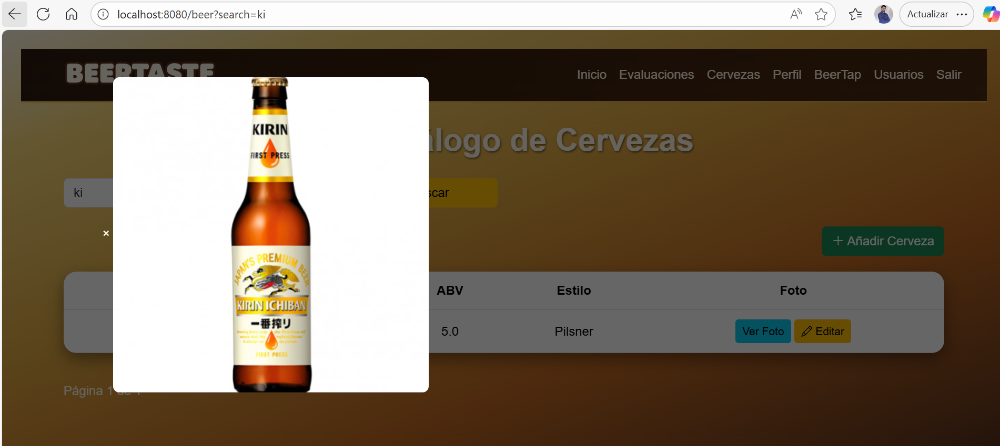 localhost:8080/beer?search=ki
Actualizar
BEERTASTE
Inicio Evaluaciones Cervezas Perfil BeerTap Usuarios Salir
álogo de Cervezas
ki
scar
×
+ Añadir Cerveza
ABV Estilo Foto
5.0 Pilsner Ver Foto Editar
Página 1 de 1
KIRIN
FIRST PRESS
JAPAN'S PREMIUM BEER
KIRIN ICHIBAN
一番搾り
FIRST PRESS